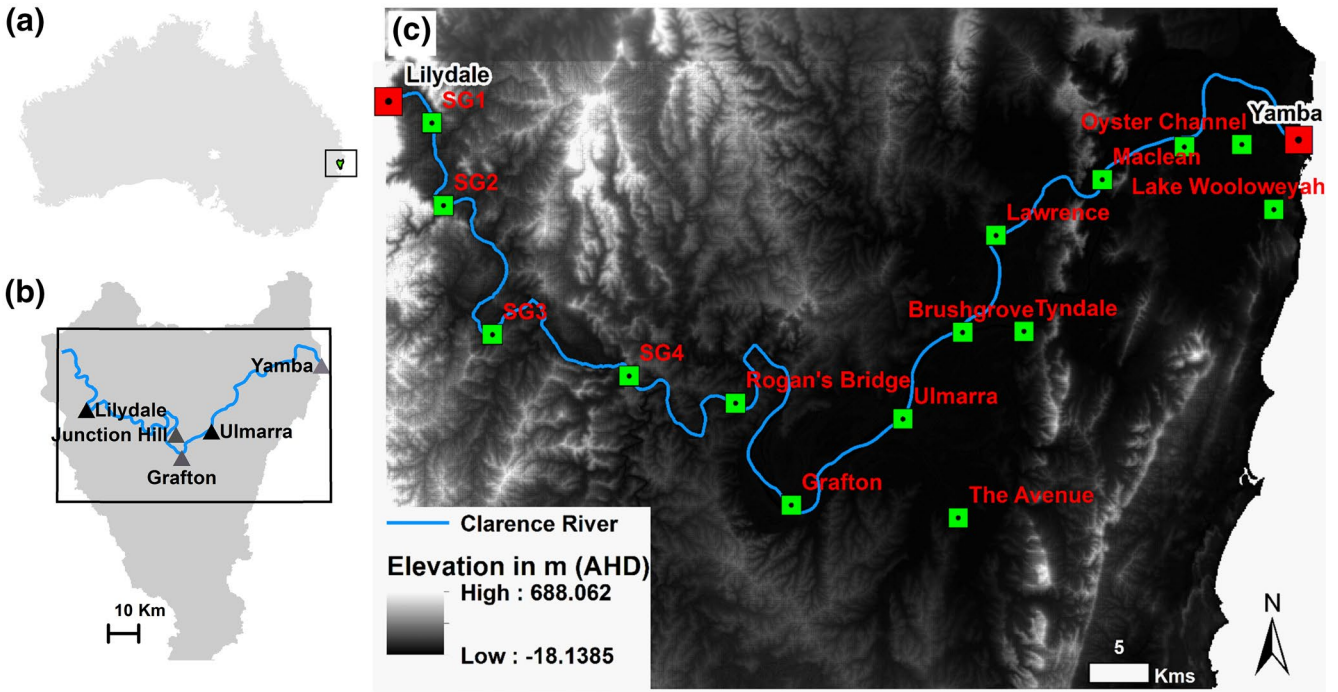 (a)
(b)
Yamba
Lilydale
Junction Hill
Ulmarra
Grafton
10 Km
(c)
Lilydale
SG1
Yamba
Oyster Channel
Maclean
SG2
Lake Wooloweyah
Lawrence
SG3
Brushgrove
Tyndale
SG4
Rogan's Bridge
Ulmarra
Grafton
The Avenue
Clarence River
Elevation in m (AHD)
High : 688.062
Low : -18.1385
N
5
Kms